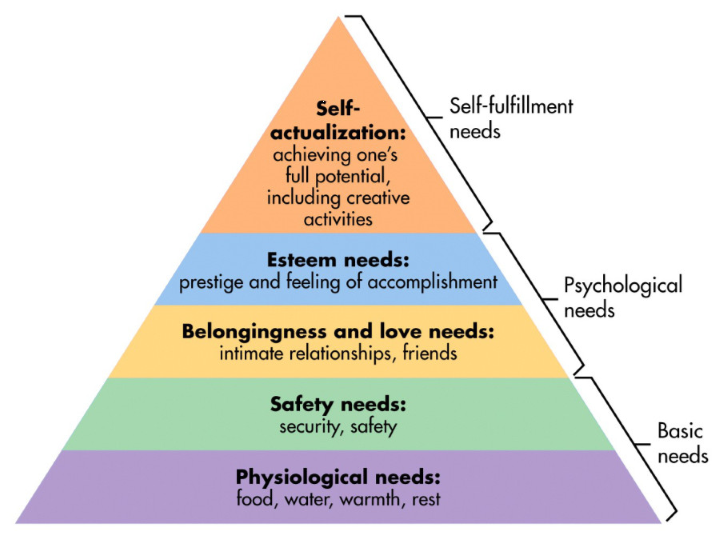 Self-
actualization:
achieving one's
full potential,
including creative
activities
Self-fulfillment
needs
Esteem needs:
prestige and feeling of accomplishment
Psychological
needs
Belongingness and love needs:
intimate relationships, friends
Safety needs:
security, safety
Basic
needs
Physiological needs:
food, water, warmth, rest